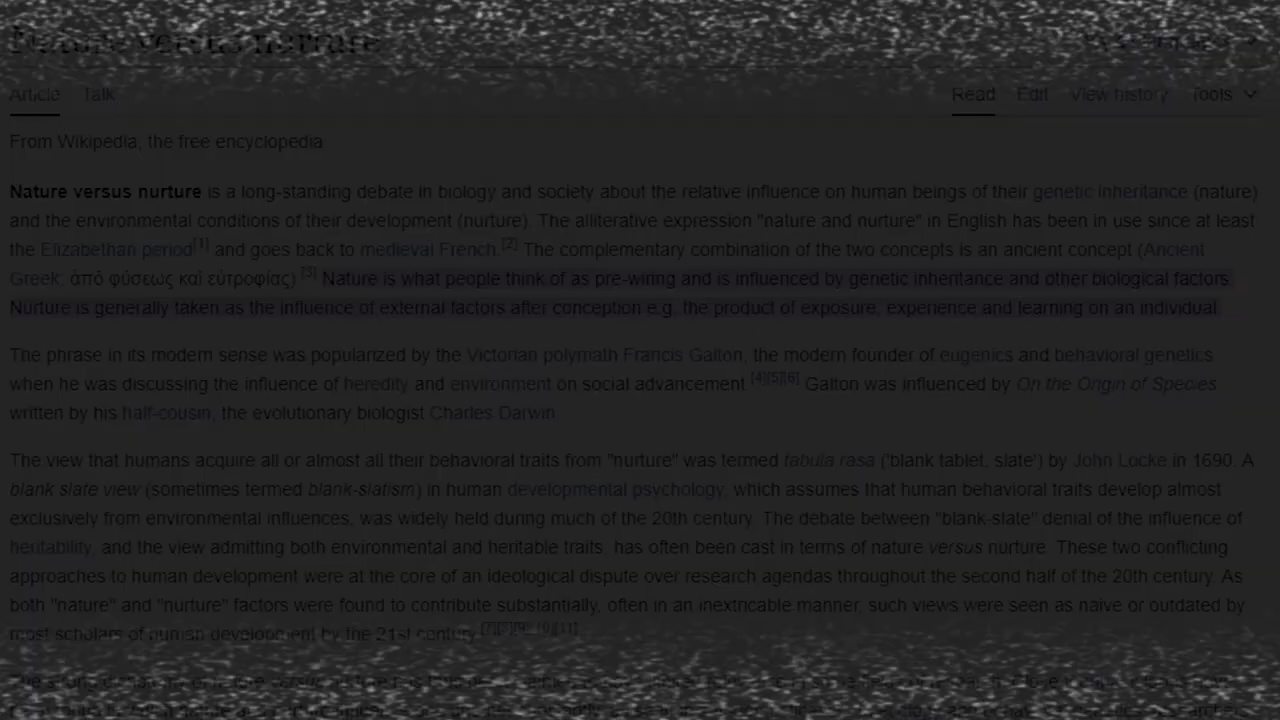 Nature versus nurture
Article Talk Read Edit View history Tools
From Wikipedia, the free encyclopedia
Nature versus nurture is a long-standing debate in biology and society about the relative influence on human beings of their genetic inheritance (nature)
and the environmental conditions of their development (nurture). The alliterative expression "nature and nurture" in English has been in use since at least
the Elizabethan period[1] and goes back to medieval French.[2] The complementary combination of the two concepts is an ancient concept (Ancient
Greek: ἁπό φύσεως καὶ εὐτροφίας).[3] Nature is what people think of as pre-wiring and is influenced by genetic inheritance and other biological factors.
Nurture is generally taken as the influence of external factors after conception e.g. the product of exposure, experience and learning on an individual.
The phrase in its modern sense was popularized by the Victorian polymath Francis Galton, the modern founder of eugenics and behavioral genetics
when he was discussing the influence of heredity and environment on social advancement.[4][5][6] Galton was influenced by On the Origin of Species
written by his half-cousin, the evolutionary biologist Charles Darwin.
The view that humans acquire all or almost all their behavioral traits from "nurture" was termed tabula rasa ('blank tablet, slate') by John Locke in 1690. A
blank slate view (sometimes termed blank-slatism) in human developmental psychology, which assumes that human behavioral traits develop almost
exclusively from environmental influences, was widely held during much of the 20th century. The debate between "blank-slate" denial of the influence of
heritability, and the view admitting both environmental and heritable traits, has often been cast in terms of nature versus nurture. These two conflicting
approaches to human development were at the core of an ideological dispute over research agendas throughout the second half of the 20th century. As
both "nature" and "nurture" factors were found to contribute substantially, often in an inextricable manner, such views were seen as naive or outdated by
most scholars of human development by the 21st century.[7][8][9][10][11]